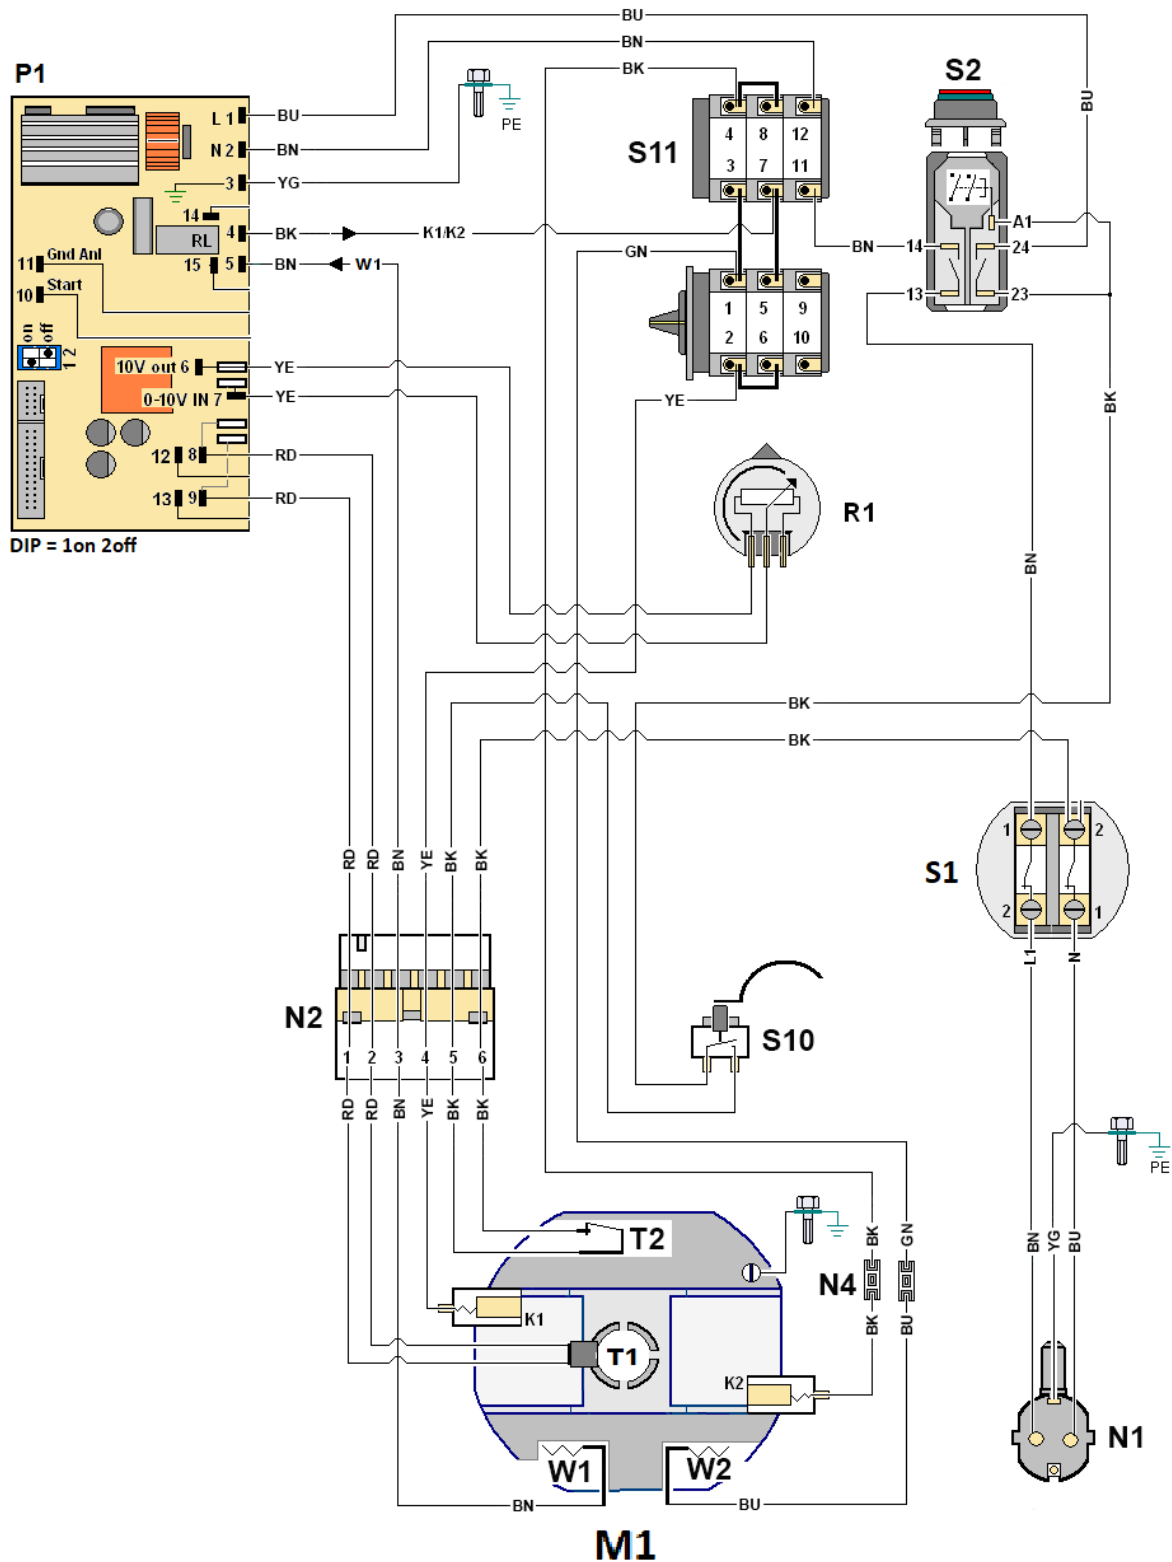 BU
BN
BK
P1
S2
BU
PE
L 1
BU
N 2
BN
3
YG
S11
4 8 12
3 7 11
14
4
BK
K1/K2
RL
15
5
BN
W1
11
Gnd Anl
10
Start
GN
BN
14
A1
24
13
23
on
off
1 2
1 5 9
2 6 10
10V out 6
YE
0-10V IN 7
YE
YE
BK
12
8
RD
13
9
RD
R1
DIP = 1on 2off
BN
BK
BK
RD
RD
BN
YE
BK
BK
S1
1
2
2
1
L1
N
N2
1 2 3 4 5 6
S10
RD
RD
BN
YE
BK
BK
PE
T2
BK
GN
BN
YG
BU
N4
K1
T1
BK
BU
K2
N1
W1
W2
BN
BU
M1